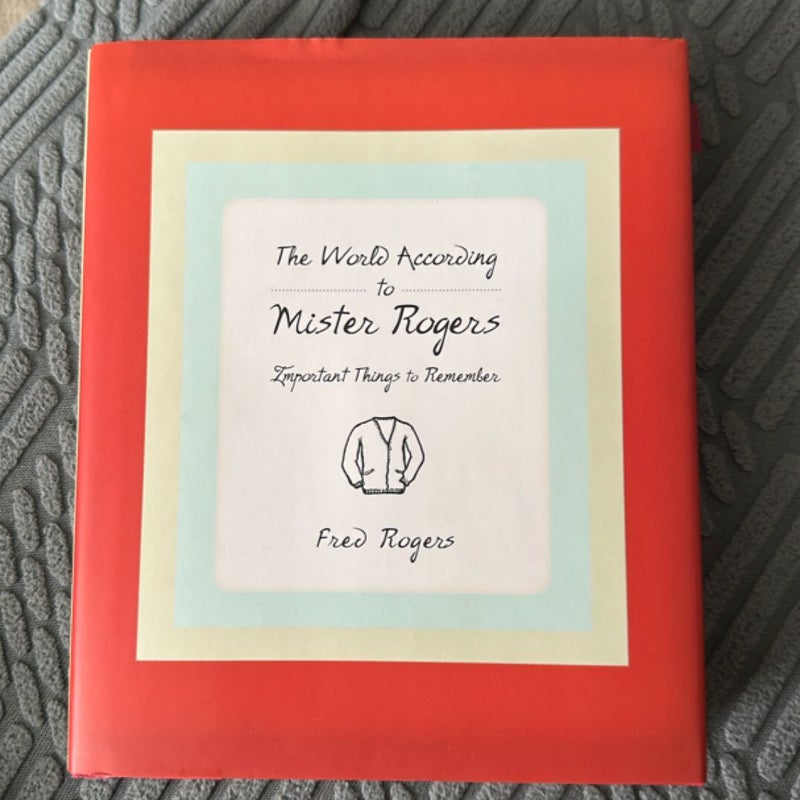 The World According
to
Mister Rogers
Important Things to Remember
Fred Rogers